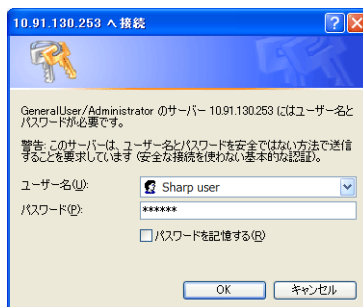 10.91.130.253 へ接続
GeneralUser/Administrator のサーバー 10.91.130.253 にはユーザー名と
パスワードが必要です。
警告: このサーバーは、ユーザー名とパスワードを安全ではない方法で送信
することを要求しています (安全な接続を使わない基本的な認証)。
ユーザー名(U):
Sharp user
パスワード(P):
******
パスワードを記憶する(R)
OK
キャンセル